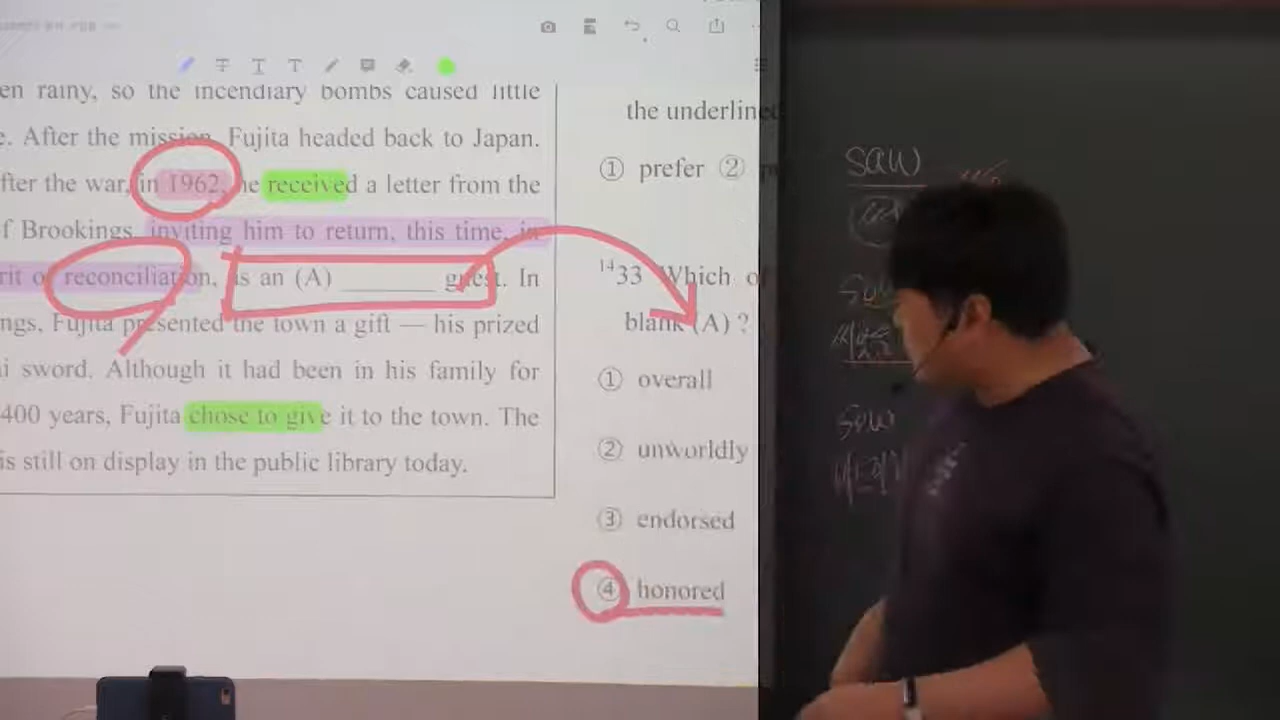 en rainy, so the incendiary bombs caused little
e. After the mission, Fujita headed back to Japan.
fter the war, in 1962, he received a letter from the
f Brookings, inviting him to return, this time, in
rit of reconciliation, as an (A) ________ guest. In
ngs, Fujita presented the town a gift — his prized
i sword. Although it had been in his family for
400 years, Fujita chose to give it to the town. The
is still on display in the public library today.
the underlined
① prefer ②
¹⁴33 Which of
blank (A) ?
① overall
② unworldly
③ endorsed
④ honored
saw
sow